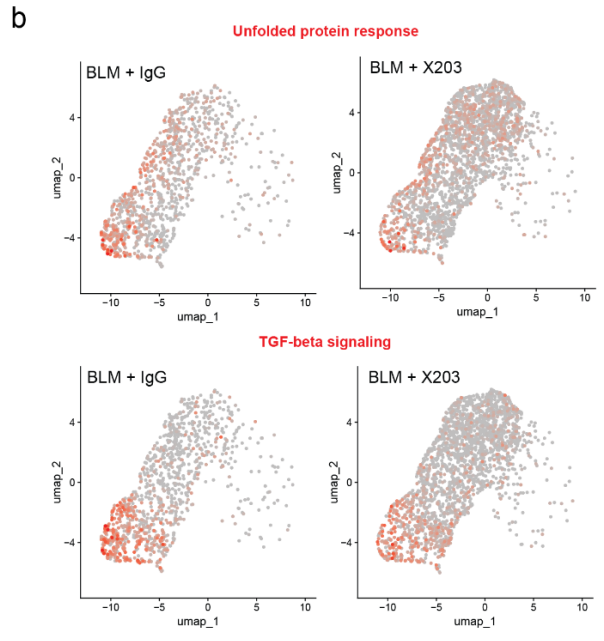 b
Unfolded protein response
BLM + IgG
BLM + X203
umap_2
4
0
−4
−10
−5
0
5
10
umap_1
umap_2
4
0
−4
−10
−5
0
5
10
umap_1
TGF-beta signaling
BLM + IgG
BLM + X203
umap_2
4
0
−4
−10
−5
0
5
10
umap_1
umap_2
4
0
−4
−10
−5
0
5
10
umap_1